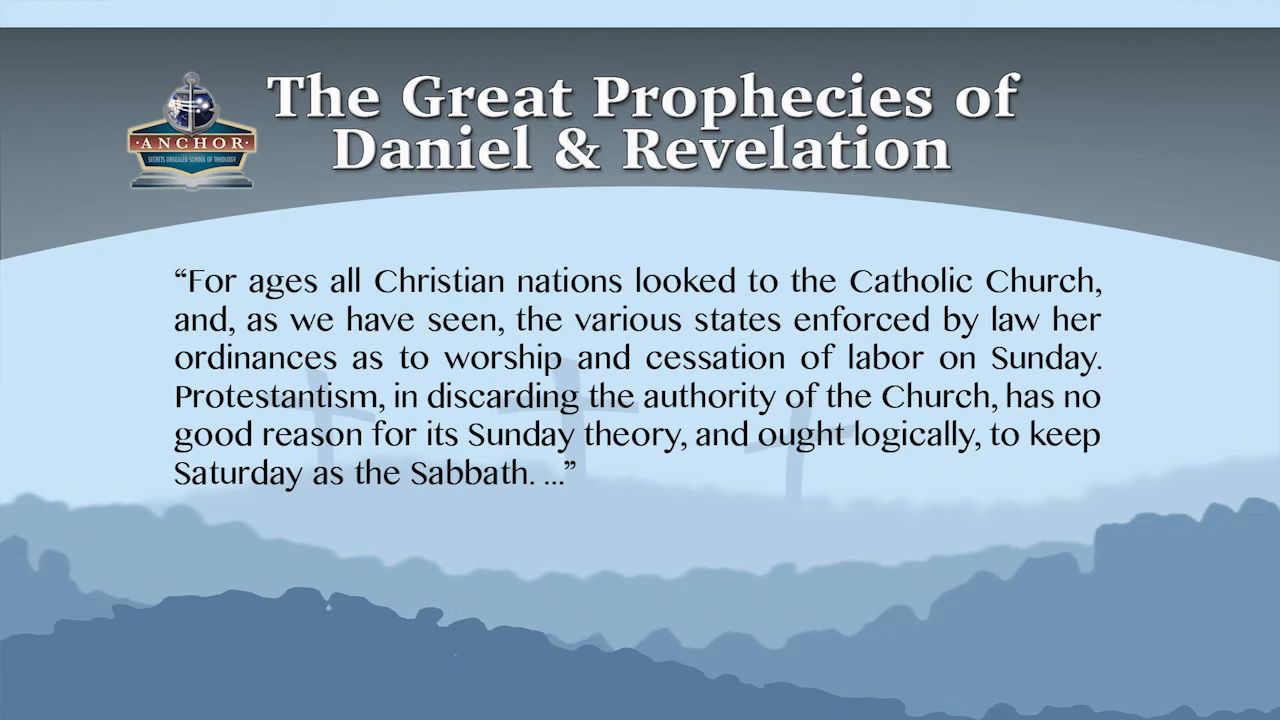 The Great Prophecies of
Daniel & Revelation
·ANCHOR·
SECRETS UNSEALED SCHOOL OF THEOLOGY
“For ages all Christian nations looked to the Catholic Church,
and, as we have seen, the various states enforced by law her
ordinances as to worship and cessation of labor on Sunday.
Protestantism, in discarding the authority of the Church, has no
good reason for its Sunday theory, and ought logically, to keep
Saturday as the Sabbath. ...”